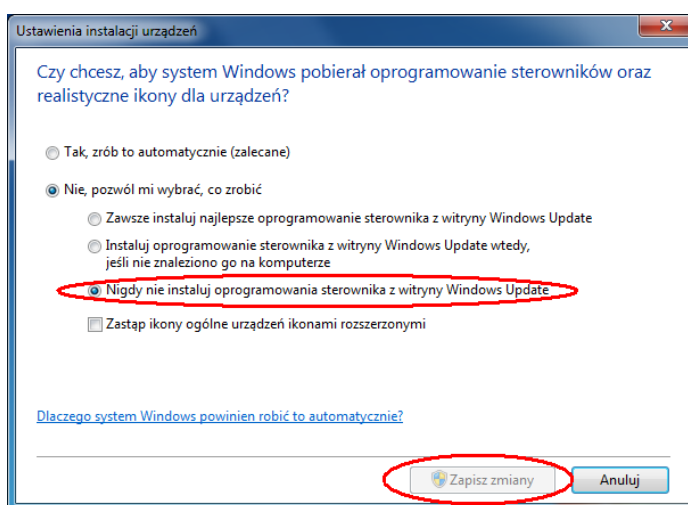 Ustawienia instalacji urządzeń
Czy chcesz, aby system Windows pobierał oprogramowanie sterowników oraz
realistyczne ikony dla urządzeń?
Tak, zrób to automatycznie (zalecane)
Nie, pozwól mi wybrać, co zrobić
Zawsze instaluj najlepsze oprogramowanie sterownika z witryny Windows Update
Instaluj oprogramowanie sterownika z witryny Windows Update wtedy,
jeśli nie znaleziono go na komputerze
Nigdy nie instaluj oprogramowania sterownika z witryny Windows Update
Zastąp ikony ogólne urządzeń ikonami rozszerzonymi
Dlaczego system Windows powinien robić to automatycznie?
Zapisz zmiany
Anuluj